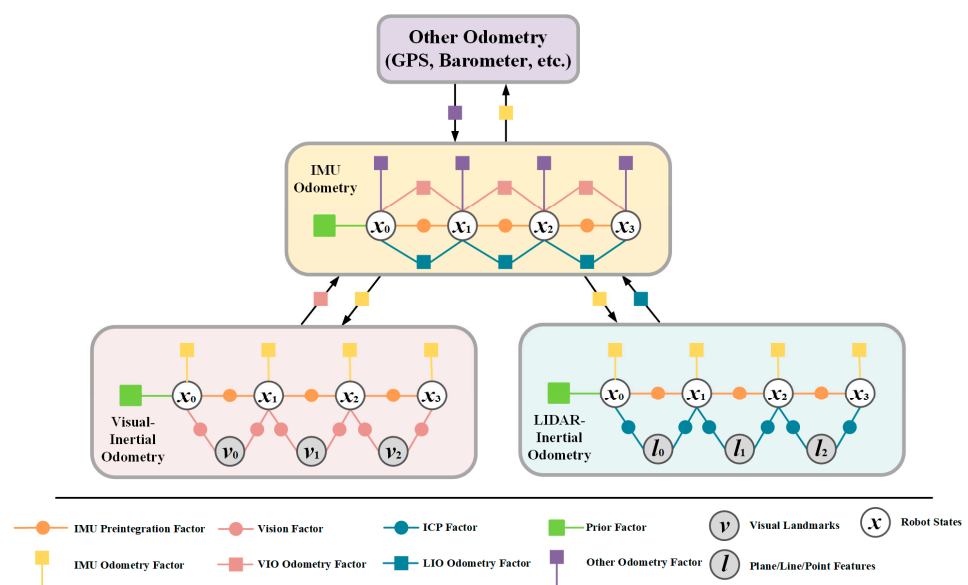 Other Odometry
(GPS, Barometer, etc.)
IMU
Odometry
x0 x1 x2 x3
x0 x1 x2 x3
Visual-
Inertial
Odometry
v0 v1 v2
x0 x1 x2 x3
LIDAR-
Inertial
Odometry
l0 l1 l2
IMU Preintegration Factor
Vision Factor
ICP Factor
Prior Factor
v Visual Landmarks
x Robot States
IMU Odometry Factor
VIO Odometry Factor
LIO Odometry Factor
Other Odometry Factor
l Plane/Line/Point Features